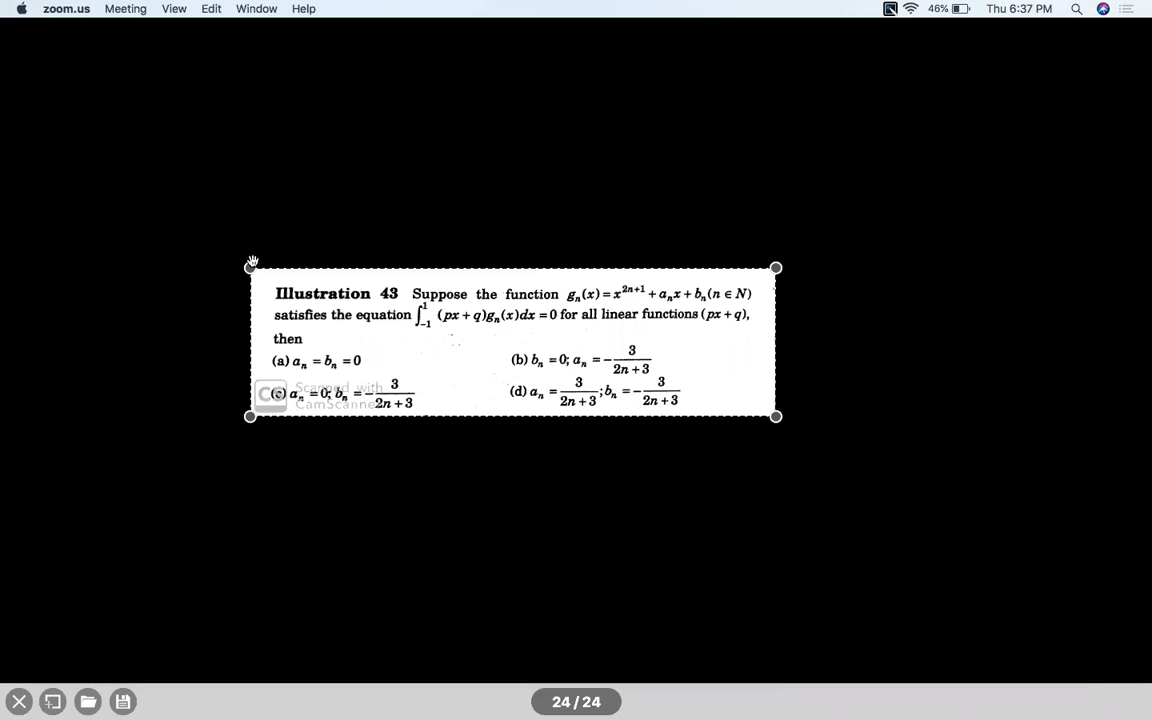 zoom.us Meeting View Edit Window Help 46% Thu 6:37 PM
Illustration 43 Suppose the function gₙ(x) = x²ⁿ⁺¹ + aₙx + bₙ (n ∈ N)
satisfies the equation ∫₋₁¹ (px + q)gₙ(x)dx = 0 for all linear functions (px + q),
then
(a) aₙ = bₙ = 0 (b) bₙ = 0; aₙ = −3/(2n + 3)
(c) aₙ = 0; bₙ = −3/(2n + 3) (d) aₙ = 3/(2n + 3); bₙ = −3/(2n + 3)
CS Scanned with
CamScanne
24 / 24